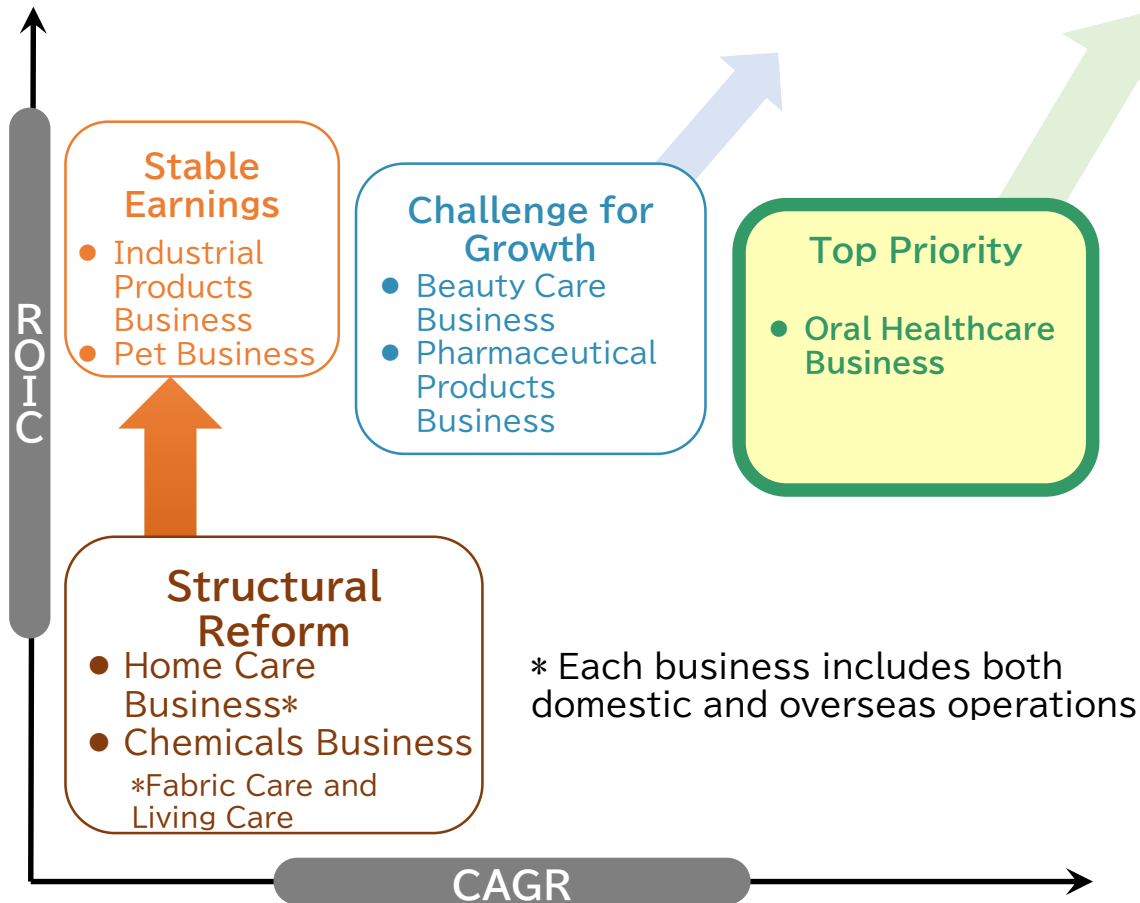 ROIC
Stable
Earnings
● Industrial
Products
Business
● Pet Business
Challenge for
Growth
● Beauty Care
Business
● Pharmaceutical
Products
Business
Top Priority
● Oral Healthcare
Business
Structural
Reform
● Home Care
Business*
● Chemicals Business
*Fabric Care and
Living Care
* Each business includes both
domestic and overseas operations
CAGR